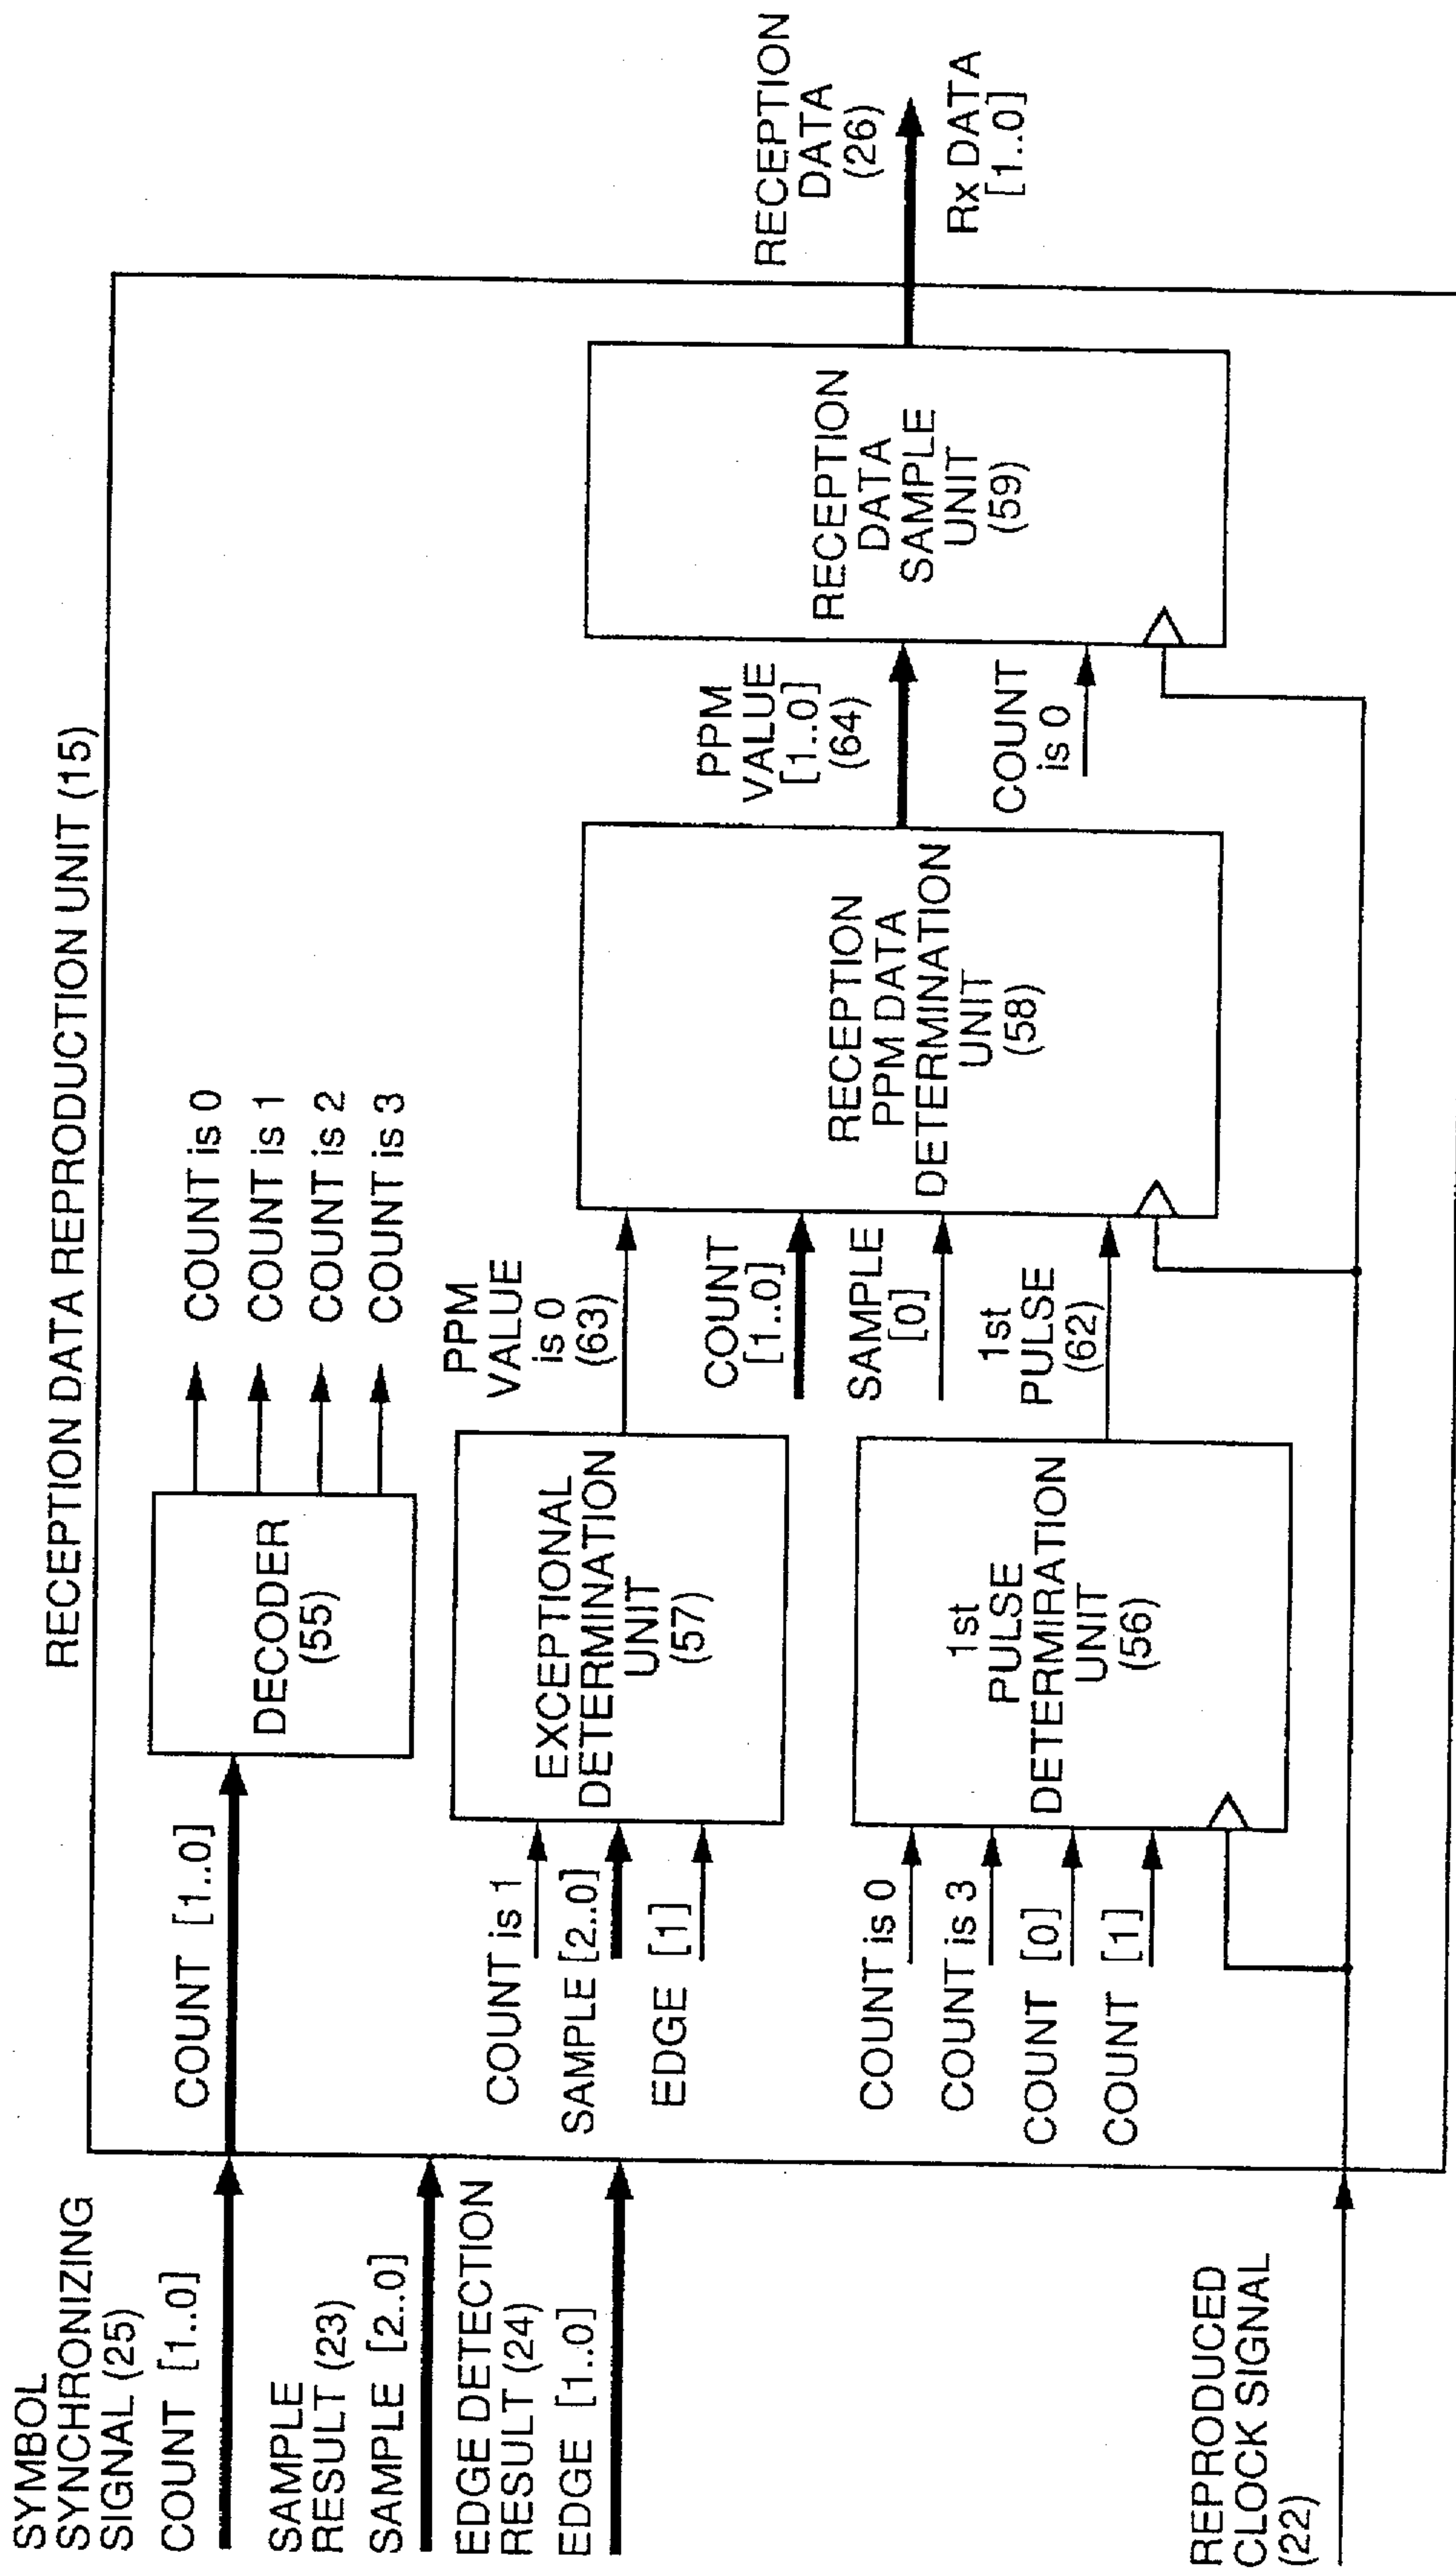 RECEPTION DATA REPRODUCTION UNIT (15)
SYMBOL
SYNCHRONIZING
SIGNAL (25)
COUNT [1..0]
SAMPLE
RESULT (23)
SAMPLE [2..0]
EDGE DETECTION
RESULT (24)
EDGE [1..0]
REPRODUCED
CLOCK SIGNAL
(22)
COUNT [1..0]
DECODER
(55)
COUNT is 0
COUNT is 1
COUNT is 2
COUNT is 3
COUNT is 1
SAMPLE [2..0]
EDGE [1]
EXCEPTIONAL
DETERMINATION
UNIT
(57)
PPM
VALUE
is 0
(63)
COUNT is 0
COUNT is 3
COUNT [0]
COUNT [1]
1st
PULSE
DETERMIRATION
UNIT
(56)
COUNT
[1..0]
SAMPLE
[0]
1st
PULSE
(62)
RECEPTION
PPM DATA
DETERMINATION
UNIT
(58)
PPM
VALUE
[1..0]
(64)
COUNT
is 0
RECEPTION
DATA
SAMPLE
UNIT
(59)
RECEPTION
DATA
(26)
Rx DATA
[1..0]